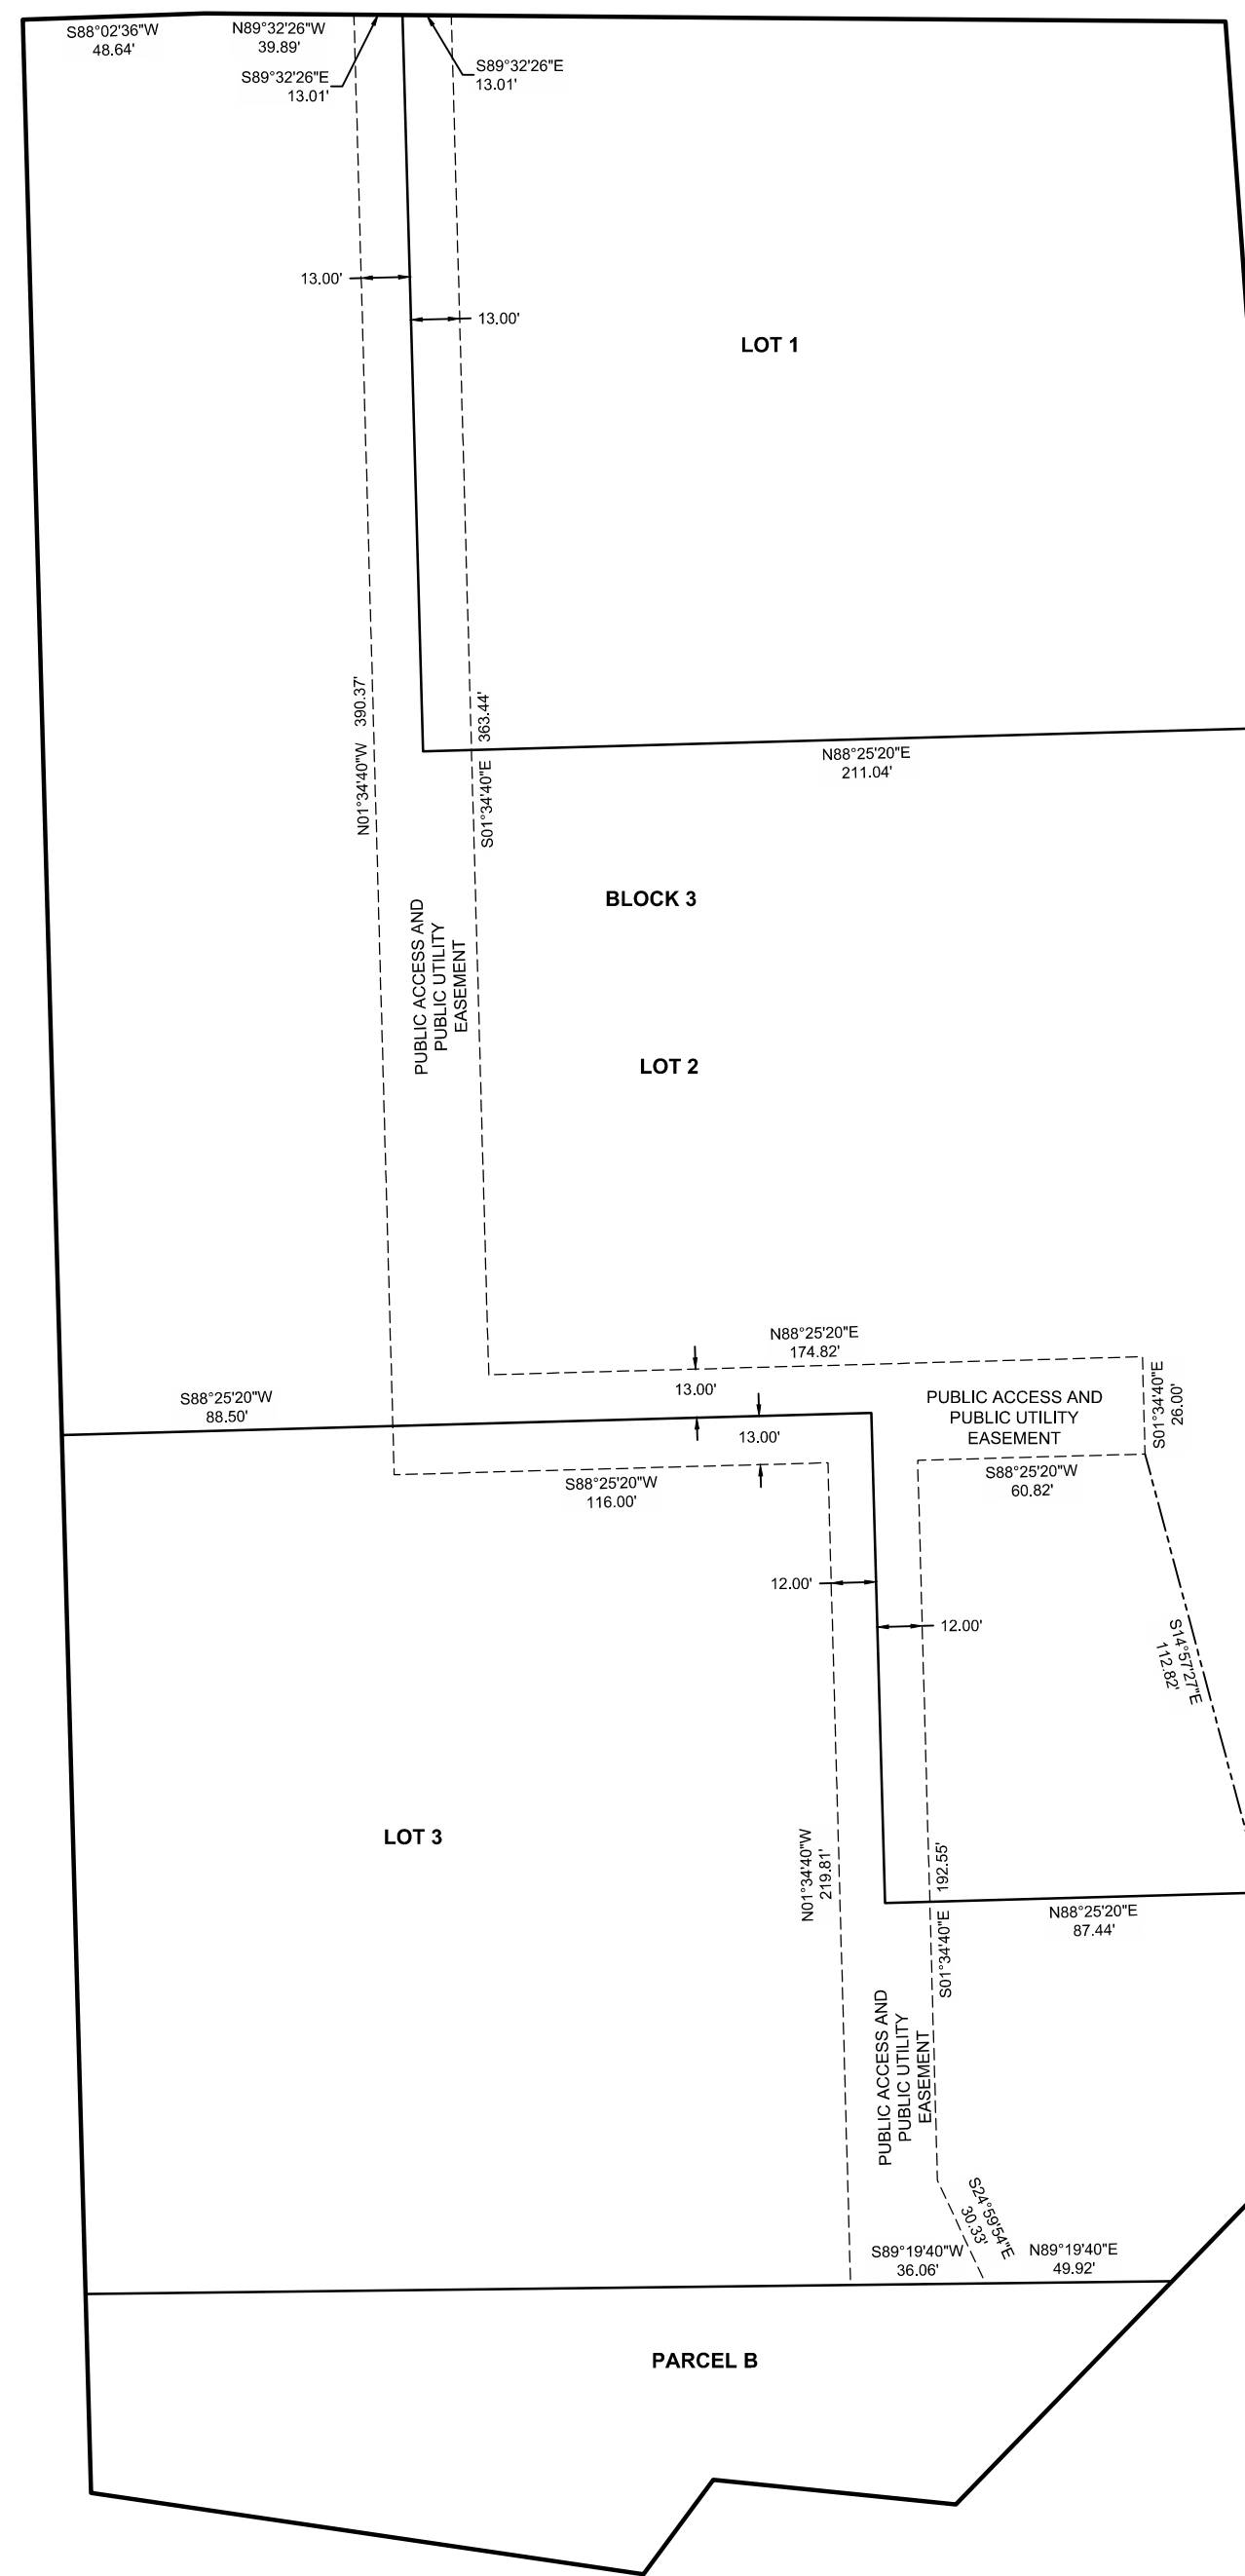 S88°02'36"W
48.64'
N89°32'26"W
39.89'
S89°32'26"E
13.01'
S89°32'26"E
13.01'
13.00'
13.00'
LOT 1
N01°34'40"W 390.37'
S01°34'40"E 363.44'
N88°25'20"E
211.04'
BLOCK 3
PUBLIC ACCESS AND
PUBLIC UTILITY
EASEMENT
LOT 2
N88°25'20"E
174.82'
13.00'
S88°25'20"W
88.50'
13.00'
PUBLIC ACCESS AND
PUBLIC UTILITY
EASEMENT
S01°34'40"E
26.00'
S88°25'20"W
116.00'
S88°25'20"W
60.82'
12.00'
12.00'
S14°57'27"E
112.82'
LOT 3
N01°34'40"W
219.81'
S01°34'40"E 192.55'
N88°25'20"E
87.44'
PUBLIC ACCESS AND
PUBLIC UTILITY
EASEMENT
S24°59'54"E
30.33'
S89°19'40"W
36.06'
N89°19'40"E
49.92'
PARCEL B